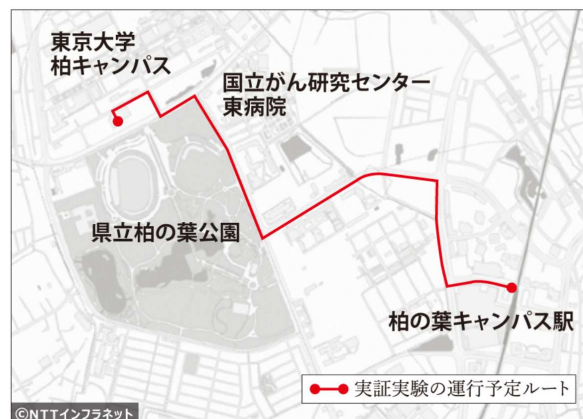 東京大学
柏キャンパス
国立がん研究センター
東病院
県立柏の葉公園
柏の葉キャンパス駅
実証実験の運行予定ルート
©NTTインフラネット